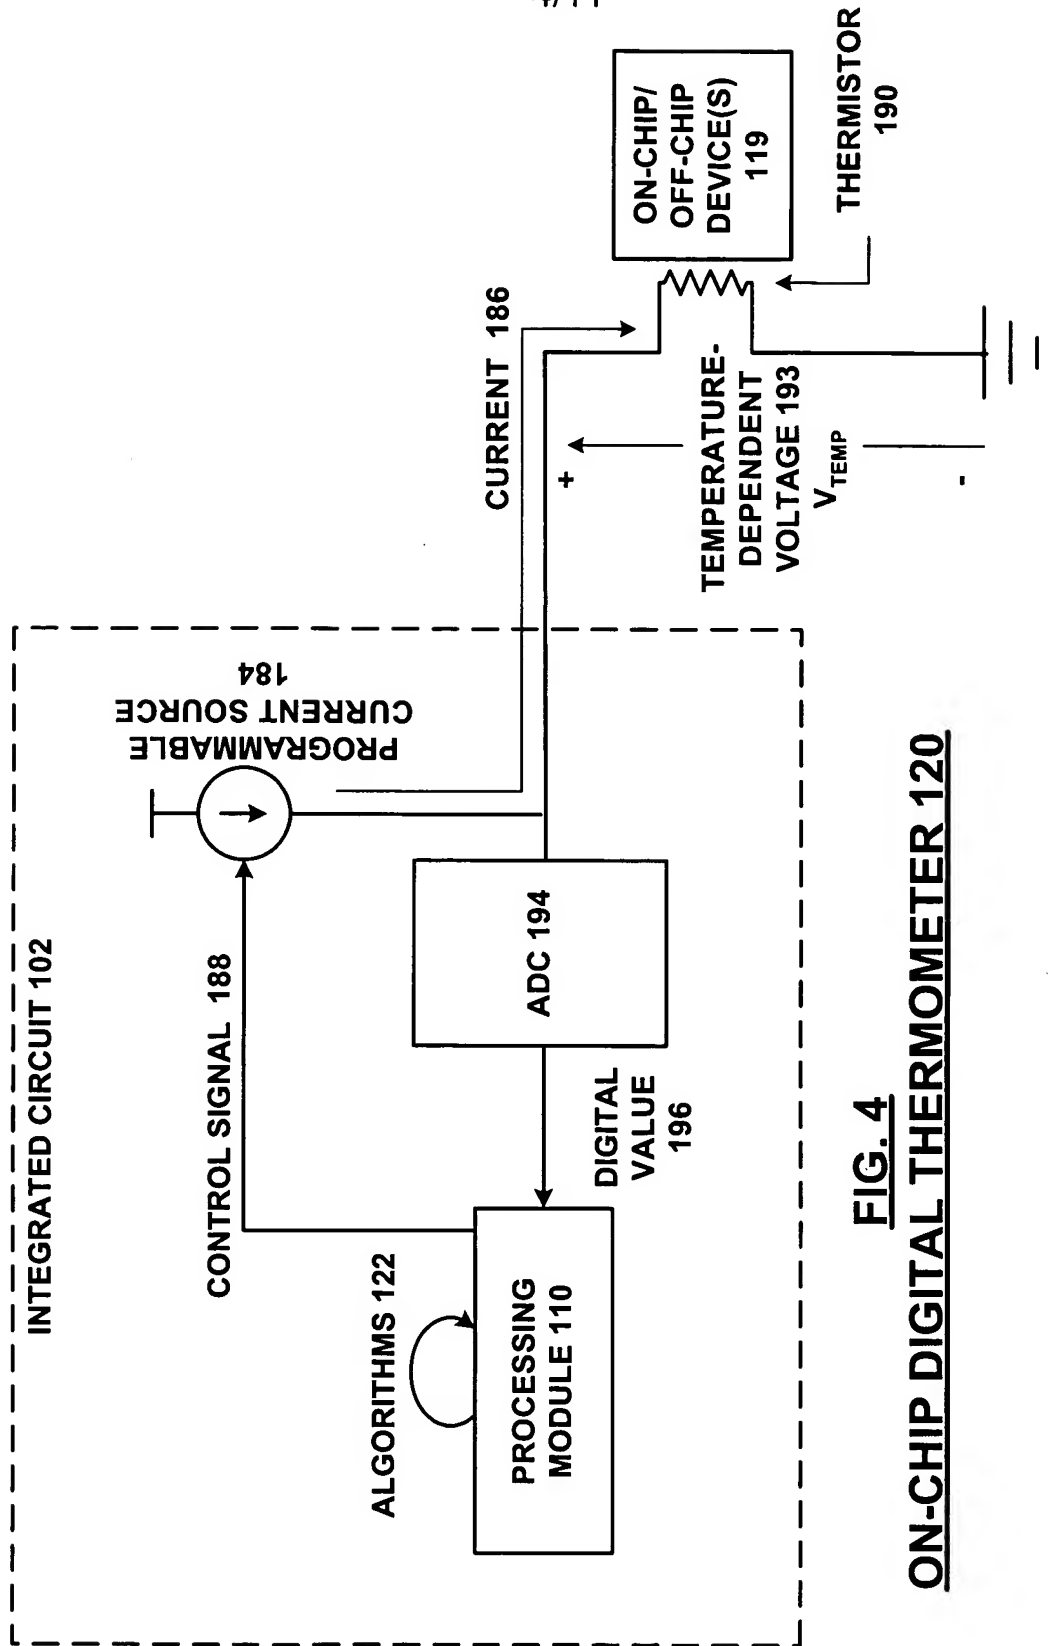 INTEGRATED CIRCUIT 102
PROGRAMMABLE
CURRENT SOURCE
184
CONTROL SIGNAL 188
ALGORITHMS 122
PROCESSING
MODULE 110
DIGITAL
VALUE
196
ADC 194
CURRENT 186
+
TEMPERATURE-
DEPENDENT
VOLTAGE 193
VTEMP
-
ON-CHIP/
OFF-CHIP
DEVICE(S)
119
THERMISTOR
190
FIG. 4
ON-CHIP DIGITAL THERMOMETER 120